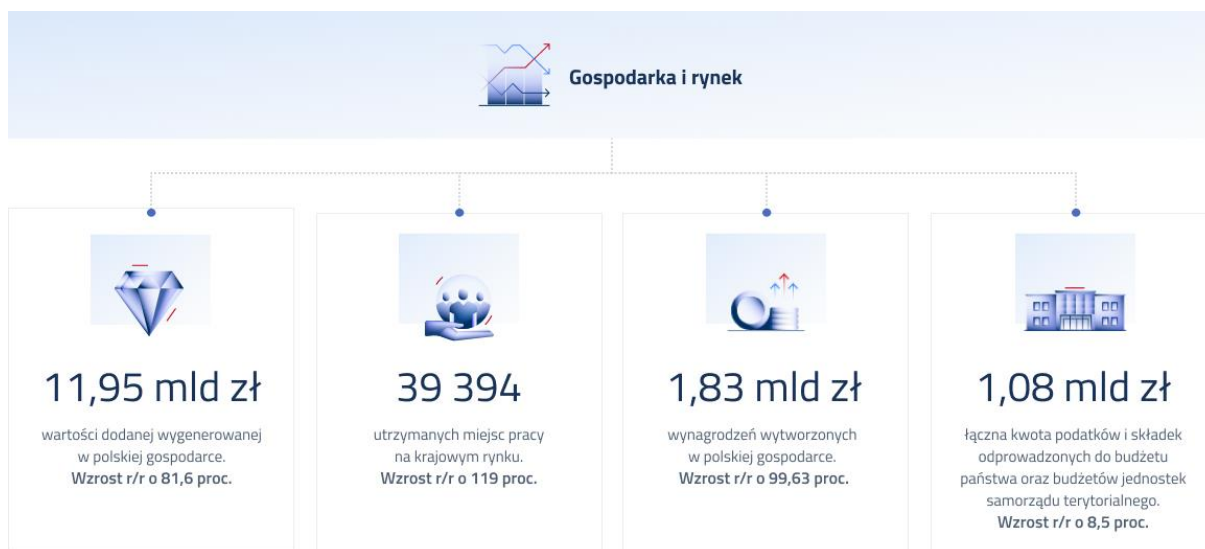 Gospodarka i rynek
11,95 mld zł
wartości dodanej wygenerowanej
w polskiej gospodarce.
Wzrost r/r o 81,6 proc.
39 394
utrzymanych miejsc pracy
na krajowym rynku.
Wzrost r/r o 119 proc.
1,83 mld zł
wynagrodzeń wytworzonych
w polskiej gospodarce.
Wzrost r/r o 99,63 proc.
1,08 mld zł
łączna kwota podatków i składek
odprowadzonych do budżetu
państwa oraz budżetów jednostek
samorządu terytorialnego.
Wzrost r/r o 8,5 proc.